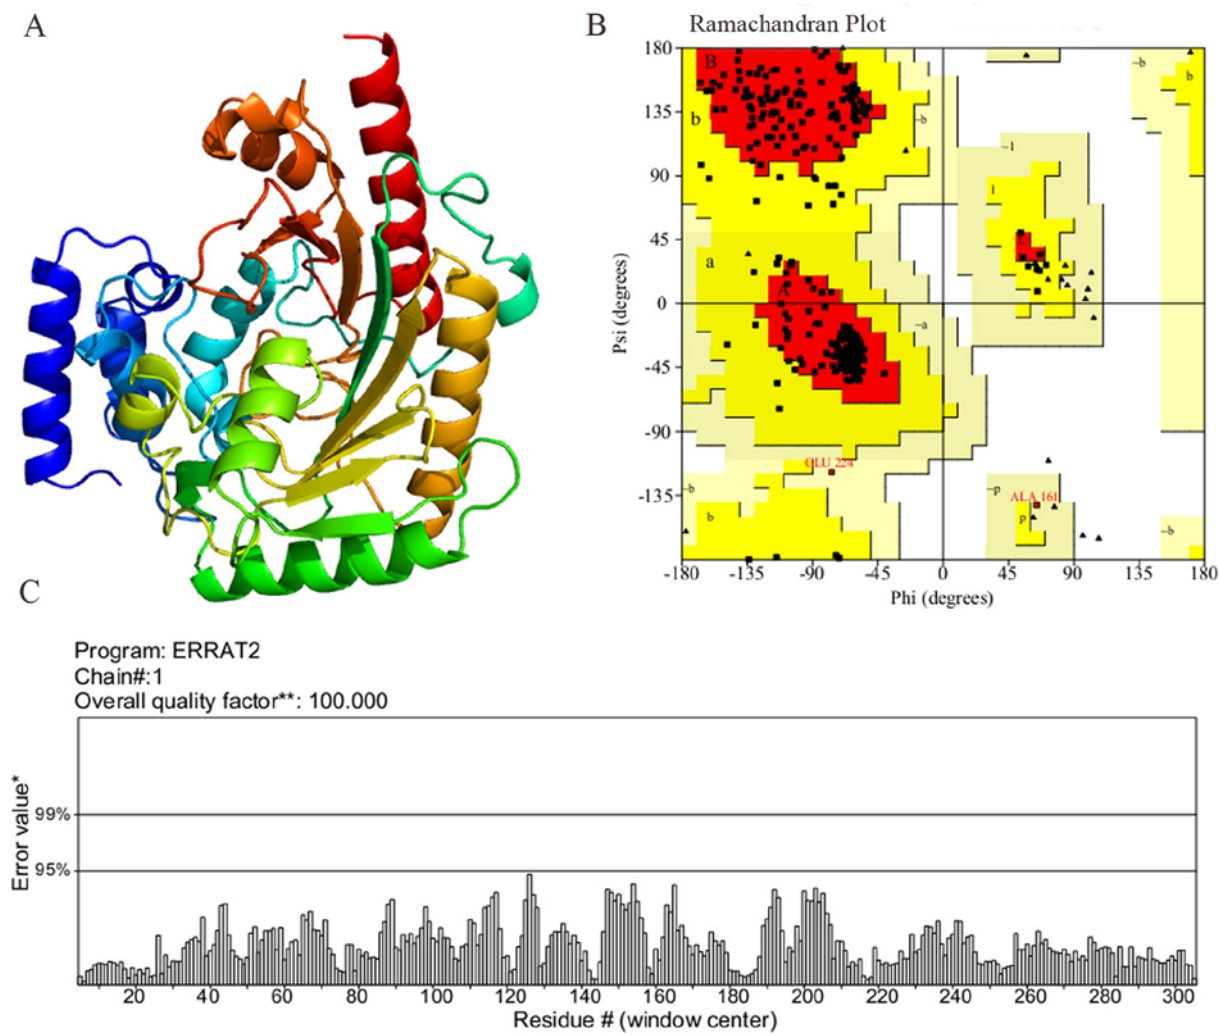 A
B
Ramachandran Plot
180
135
90
45
0
-45
-90
-135
-180
-135
-90
-45
0
45
90
135
180
Psi (degrees)
Phi (degrees)
B
b
~b
~b
b
~l
l
L
a
A
~a
GLU 224
~b
b
~p
ALA 161
p
~b
C
Program: ERRAT2
Chain#:1
Overall quality factor**: 100.000
Error value*
99%
95%
20 40 60 80 100 120 140 160 180 200 220 240 260 280 300
Residue # (window center)